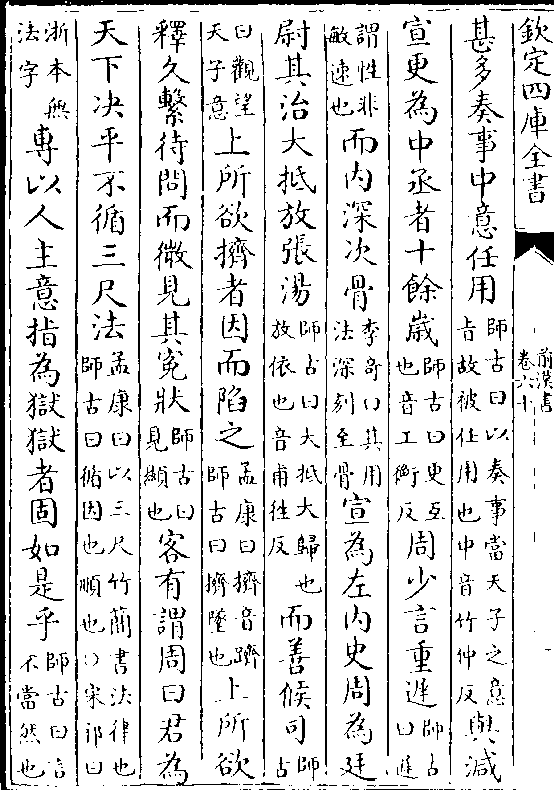 欽定四庫全書
前漢書
卷六十
甚多奏事中意任用師古曰以奏事當天子之意旨故被任用也中音竹仲反與減
宣更為中丞者十餘歲師古曰更互也音工衡反周少言重遲師古曰遲
謂性非敏速也而内深次骨李奇曰其用法深刻至骨宣為左内史周為廷
尉其治大抵放張湯師古曰大抵大歸也放依也音甫往反而善候司師古
曰觀望天子意上所欲擠者因而陷之孟康曰擠音躋師古曰擠墜也上所欲
釋久繫待問而微見其冤狀師古曰見顯也客有謂周曰君為
天下决平不循三尺法孟康曰以三尺竹簡書法律也師古曰循因也順也○宋祁曰
浙本無法字專以人主意指為獄獄者固如是乎師古曰言不當然也